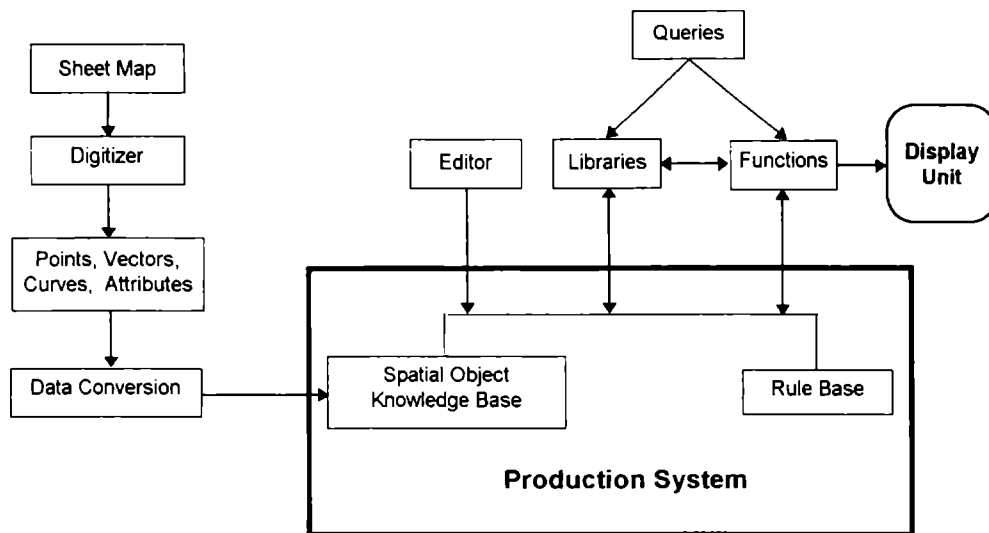 Queries
Sheet Map
Digitizer
Editor
Libraries
Functions
Display
Unit
Points, Vectors,
Curves, Attributes
Data Conversion
Spatial Object
Knowledge Base
Rule Base
Production System